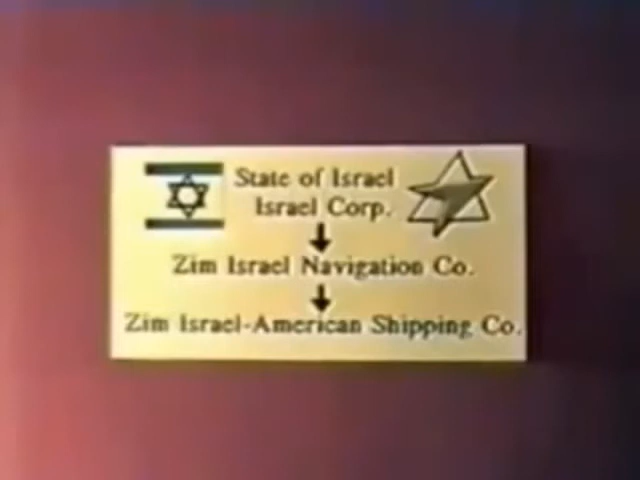 State of Israel
Israel Corp.
Zim Israel Navigation Co.
Zim Israel-American Shipping Co.